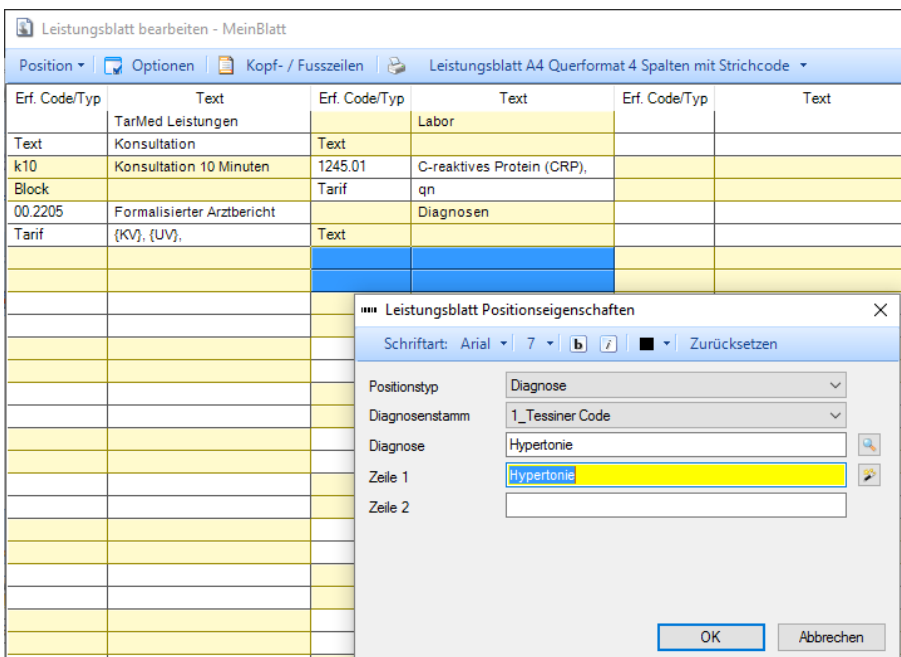 Leistungsblatt bearbeiten - MeinBlatt
Position Optionen Kopf- / Fusszeilen Leistungsblatt A4 Querformat 4 Spalten mit Strichcode
Erf. Code/Typ Text Erf. Code/Typ Text Erf. Code/Typ Text
TarMed Leistungen Labor
Text Konsultation Text
k10 Konsultation 10 Minuten 1245.01 C-reaktives Protein (CRP),
Block Tarif qn
00.2205 Formalisierter Arztbericht Diagnosen
Tarif {KV}, {UV}, Text
Leistungsblatt Positionseigenschaften
Schriftart: Arial 7 b i Zurücksetzen
Positionstyp Diagnose
Diagnosenstamm 1_Tessiner Code
Diagnose Hypertonie
Zeile 1 Hypertonie
Zeile 2
OK Abbrechen